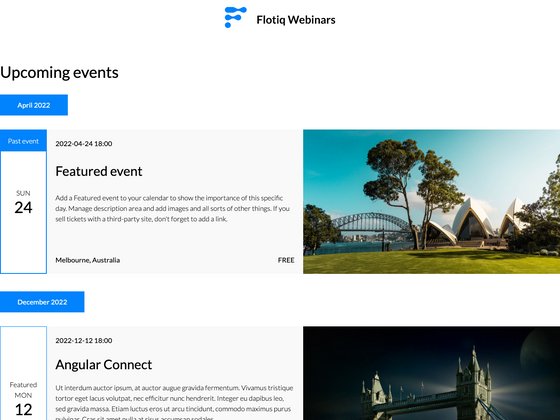 Flotiq Webinars
Upcoming events
April 2022
Past event
SUN
24
2022-04-24 18:00
Featured event
Add a Featured event to your calendar to show the importance of this specific
day. Manage description area and add images and all sorts of other things. If you
sell tickets with a third-party site, don't forget to add a link.
Melbourne, Australia
FREE
December 2022
Featured
MON
12
2022-12-12 18:00
Angular Connect
Ut interdum auctor ipsum, at auctor augue gravida fermentum. Vivamus tristique
tortor eget lacus volutpat, nec efficitur nunc hendrerit. Integer eu dapibus leo,
sed gravida massa. Etiam luctus eros ut arcu tincidunt, commodo maximus purus